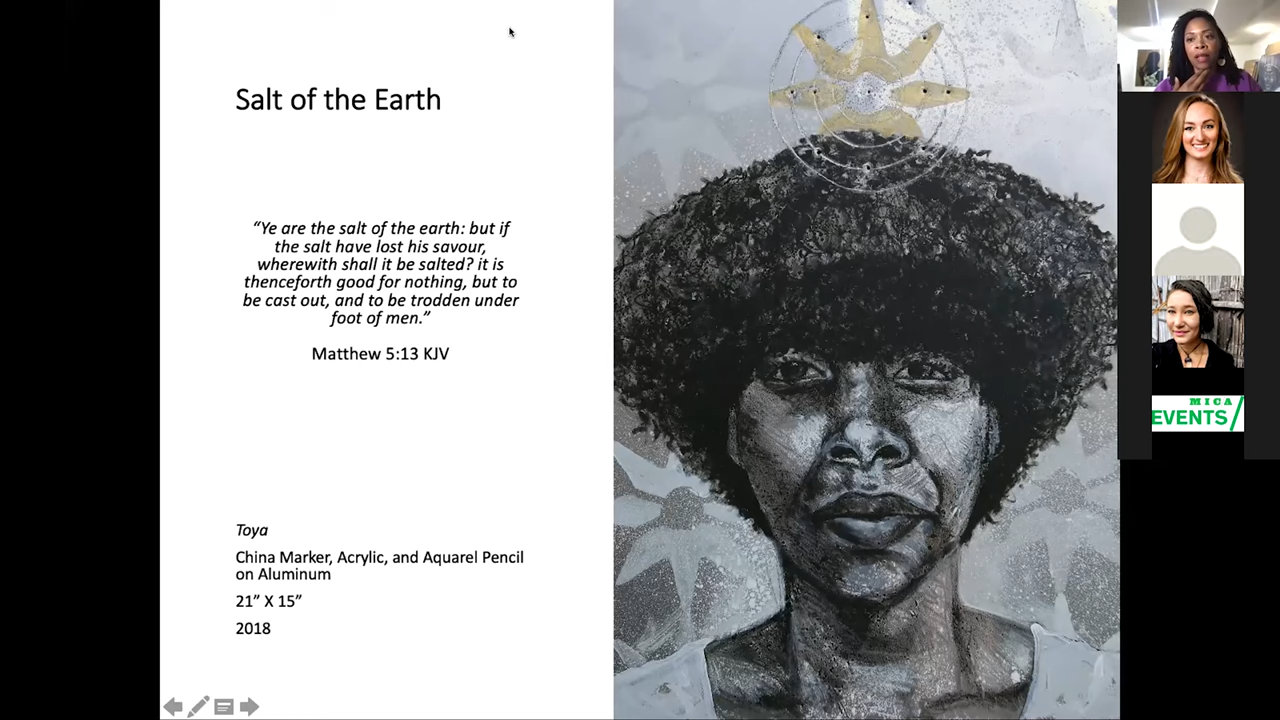 Salt of the Earth
“Ye are the salt of the earth: but if
the salt have lost his savour,
wherewith shall it be salted? it is
thenceforth good for nothing, but to
be cast out, and to be trodden under
foot of men.”
Matthew 5:13 KJV
Toya
China Marker, Acrylic, and Aquarel Pencil
on Aluminum
21” X 15”
2018
MICA
EVENTS/